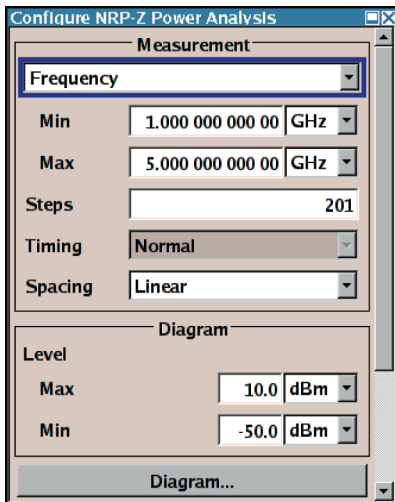 Configure NRP-Z Power Analysis
Measurement
Frequency
Min 1.000 000 000 00 GHz
Max 5.000 000 000 00 GHz
Steps 201
Timing Normal
Spacing Linear
Diagram
Level
Max 10.0 dBm
Min -50.0 dBm
Diagram...